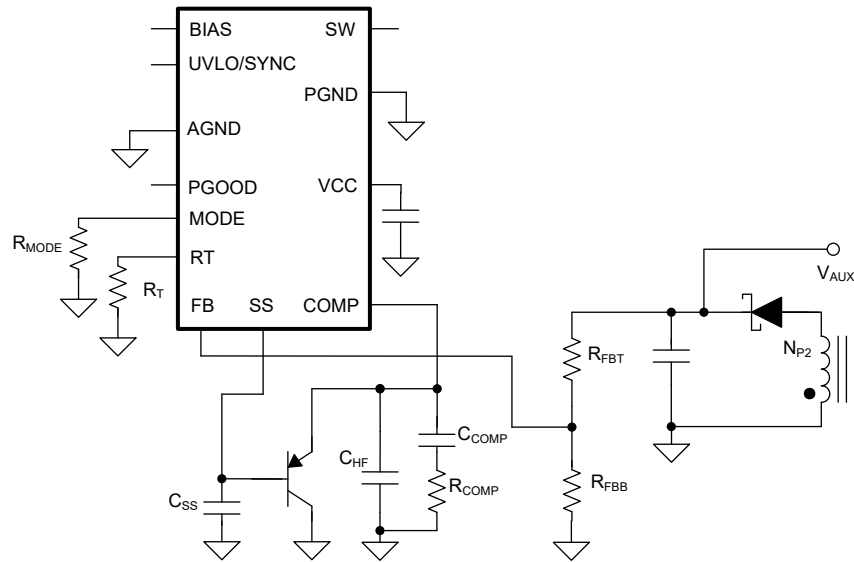 BIAS
SW
UVLO/SYNC
PGND
AGND
PGOOD
VCC
MODE
RMODE
RT
RT
FB
SS
COMP
VAUX
NP2
RFBT
CCOMP
CHF
RCOMP
RFBB
CSS